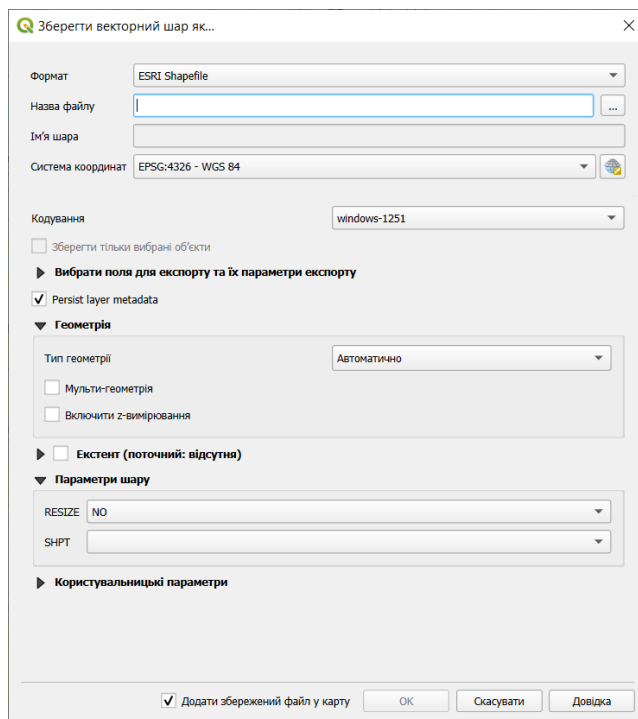 Зберегти векторний шар як...
Формат ESRI Shapefile
Назва файлу ...
Ім'я шара
Система координат EPSG:4326 - WGS 84
Кодування windows-1251
Зберегти тільки вибрані об'єкти
Вибрати поля для експорту та їх параметри експорту
Persist layer metadata
Геометрія
Тип геометрії Автоматично
Мульти-геометрія
Включити z-вимірювання
Екстент (поточний: відсутня)
Параметри шару
RESIZE NO
SHPT
Користувальницькі параметри
Додати збережений файл у карту OK Скасувати Довідка